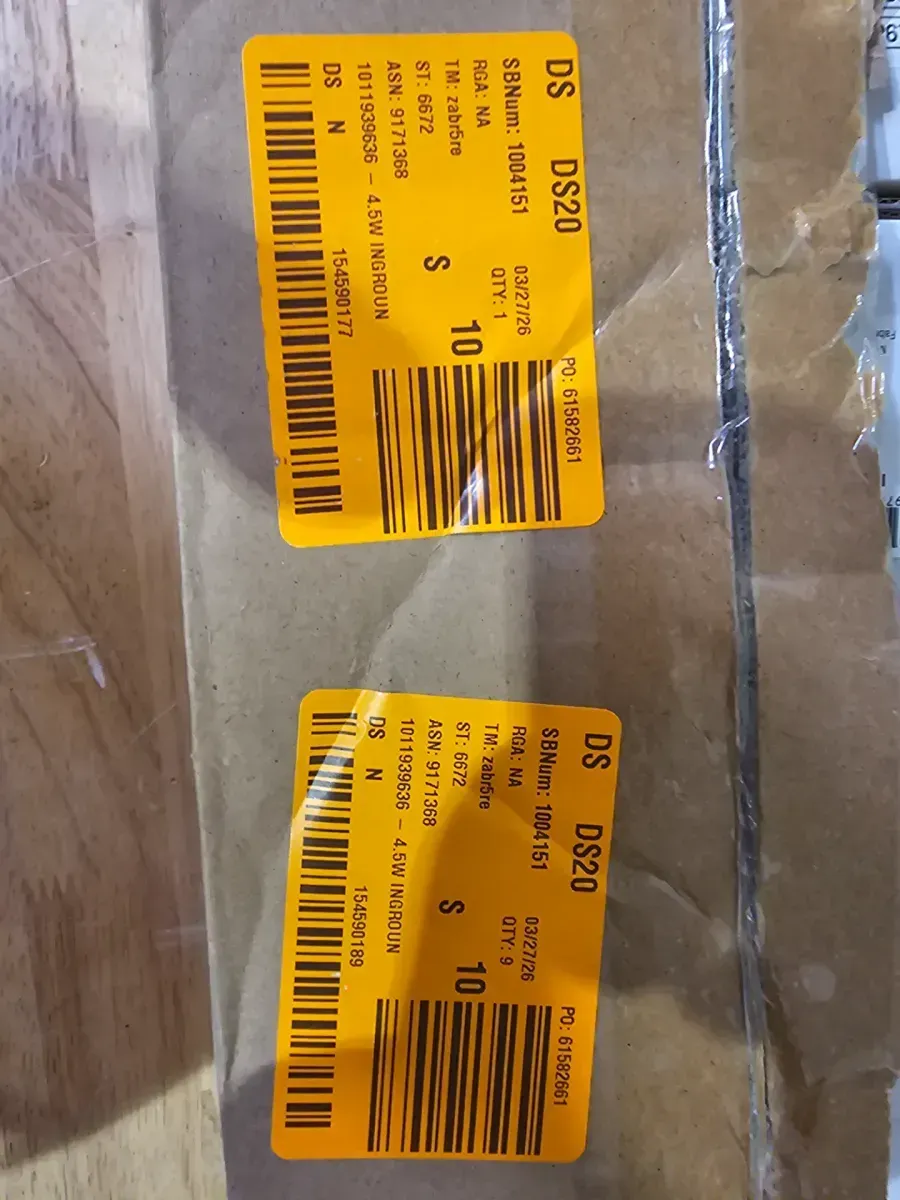 DS DS20
PO: 61582661
SBNum: 1004151 03/27/26
RGA: NA QTY: 1
TM: zabr5re 10
ST: 6672 S
ASN: 9171368
1011939636 – 4.5W INGROUN
DS N 154590177
DS DS20
PO: 61582661
SBNum: 1004151 03/27/26
RGA: NA QTY: 9
TM: zabr5re 10
ST: 6672 S
ASN: 9171368
1011939636 – 4.5W INGROUN
DS N 154590189